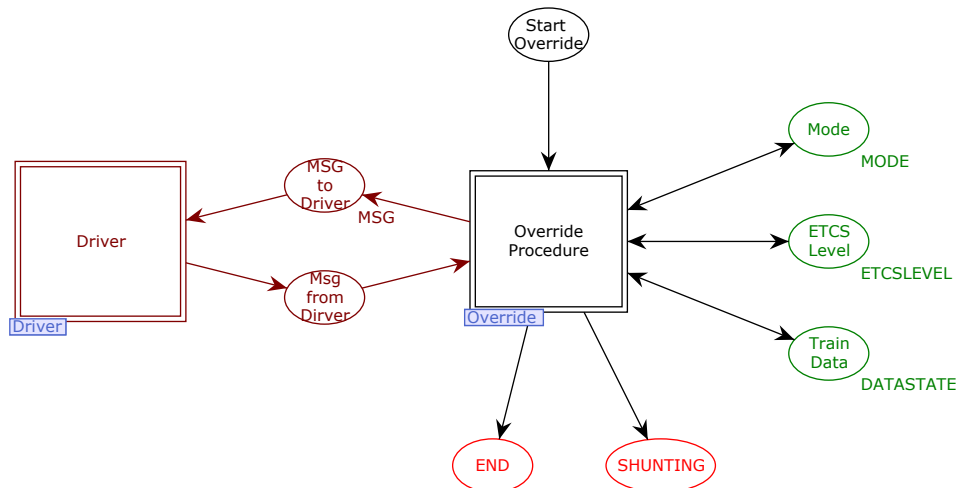 Start
Override
Mode
MODE
MSG
to
Driver
MSG
Driver
Override
Procedure
ETCS
Level
ETCSLEVEL
Msg
from
Dirver
Driver
Override
Train
Data
DATASTATE
END
SHUNTING